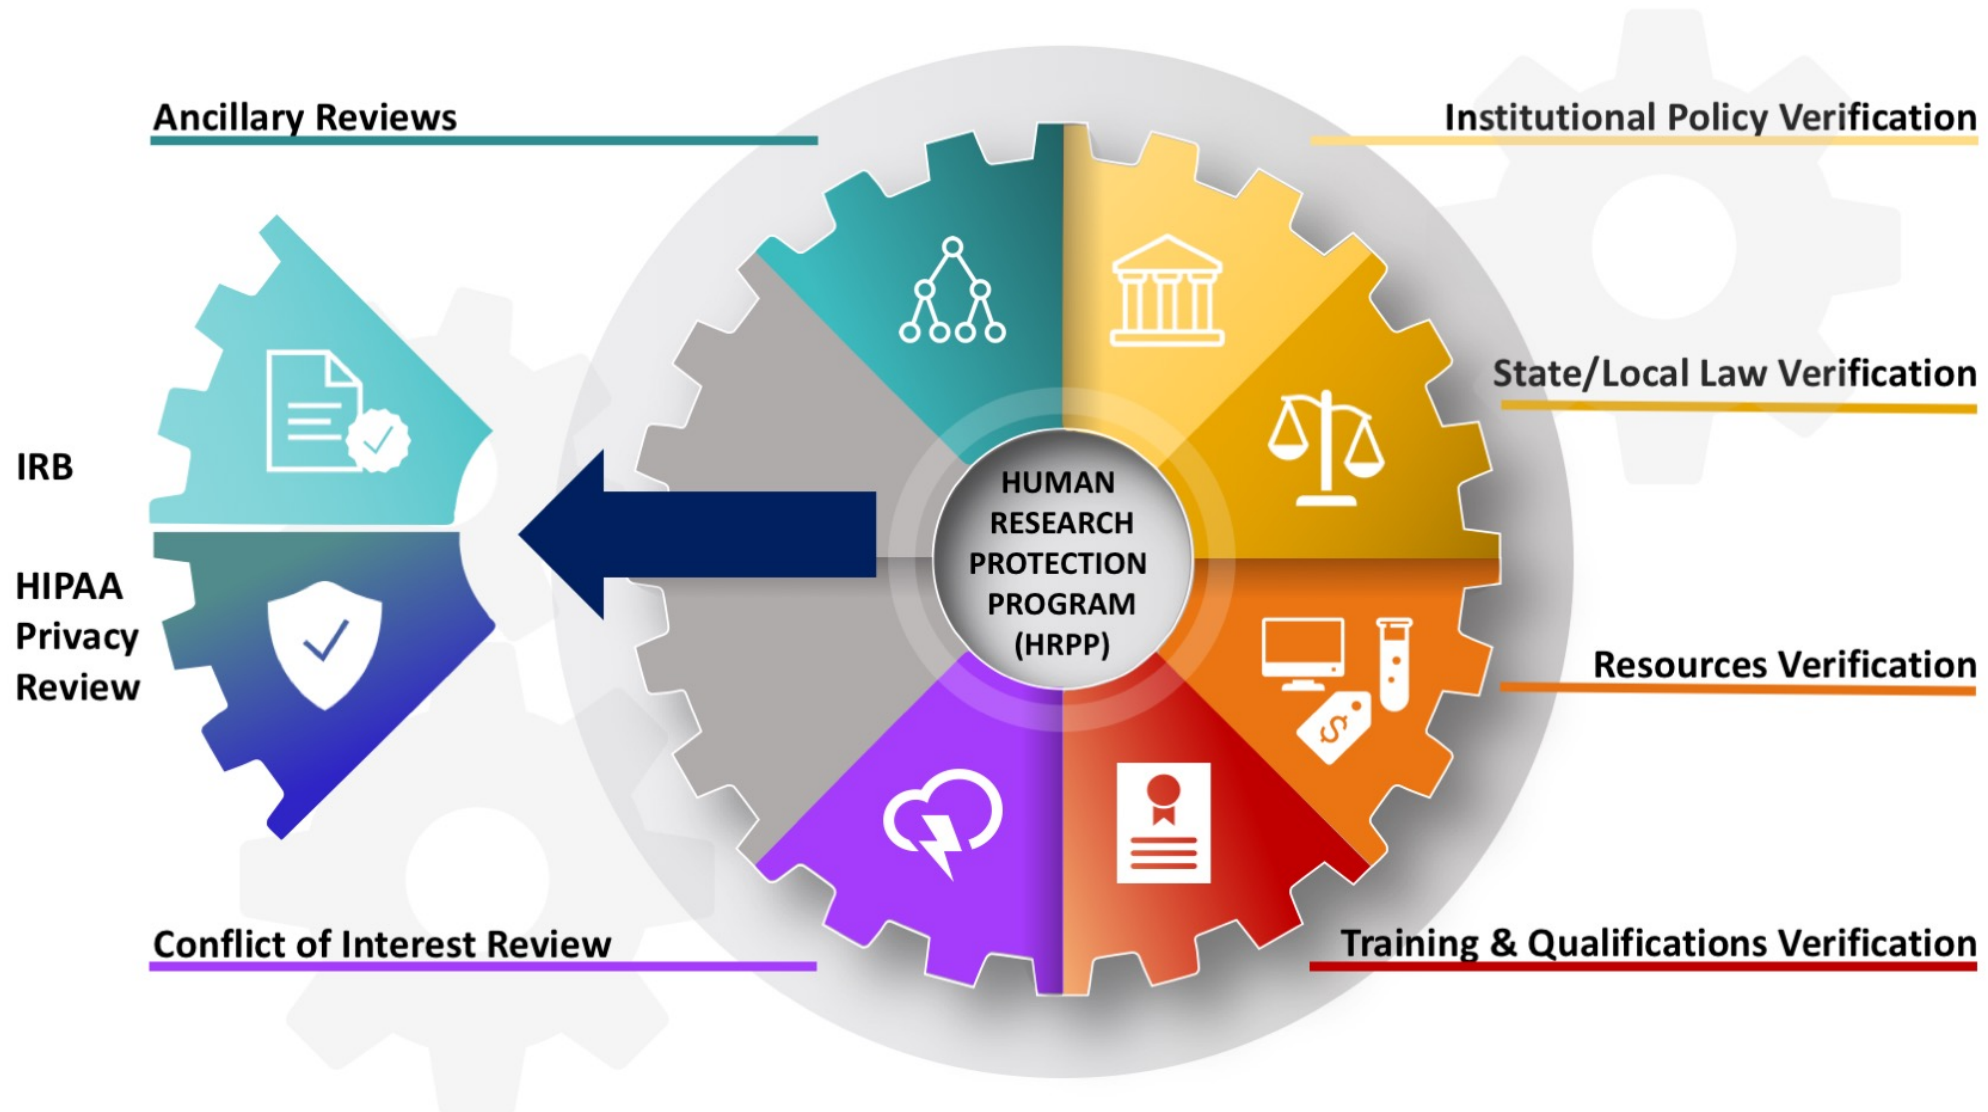 Ancillary Reviews
Institutional Policy Verification
State/Local Law Verification
IRB
HIPAA
Privacy
Review
HUMAN
RESEARCH
PROTECTION
PROGRAM
(HRPP)
$
Resources Verification
Conflict of Interest Review
Training & Qualifications Verification